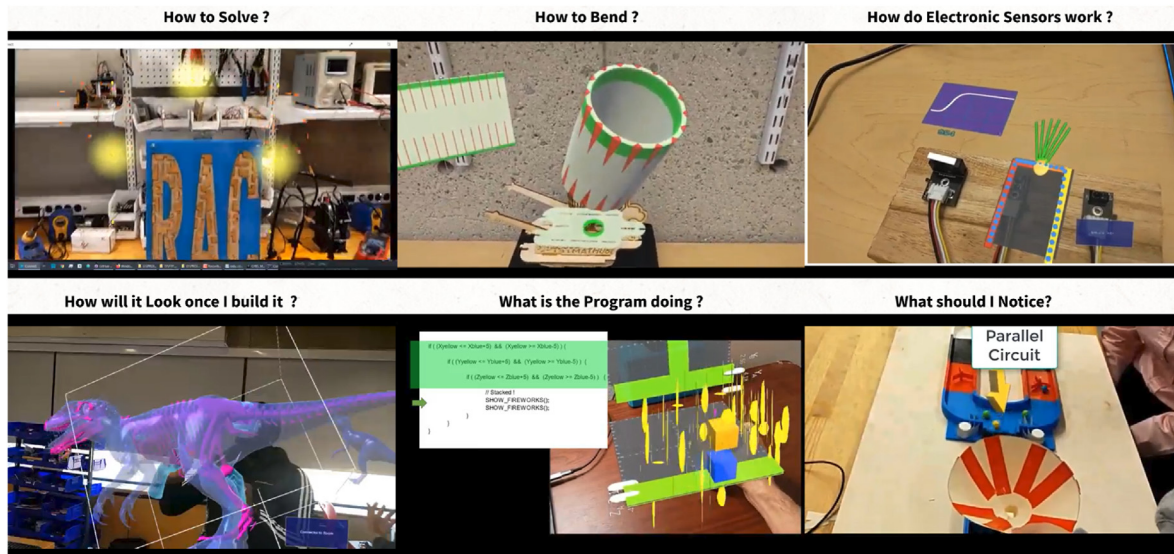 How to Solve ?
How to Bend ?
How do Electronic Sensors work ?
RAC
How will it Look once I build it ?
What is the Program doing ?
What should I Notice?
if ( (Xyellow <= Xblue+5) && (Xyellow >= Xblue-5) ) {
if ( (Yyellow <= Yblue+5) && (Yyellow >= Yblue-5) ) {
if ( (Zyellow <= Zblue+5) && (Zyellow >= Zblue-5) ) {
// Stacked !
SHOW_FIREWORKS();
SHOW_FIREWORKS();
}
}
}
Parallel
Circuit